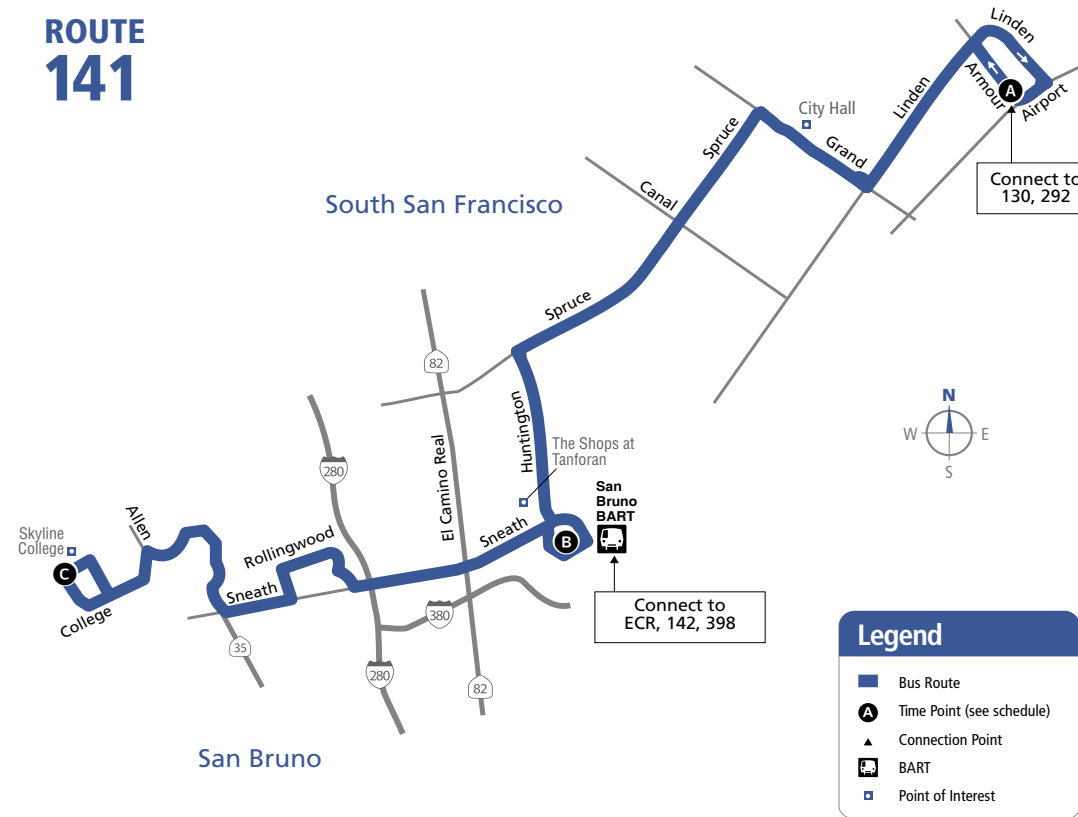 ROUTE
141
Linden
Armour
A
Airport
Linden
City Hall
Grand
Spruce
Canal
Connect to
130, 292
South San Francisco
Spruce
82
Huntington
El Camino Real
The Shops at
Tanforan
N
W
E
S
280
San
Bruno
BART
Sneath
B
Allen
Rollingwood
Skyline
College
C
College
Sneath
35
380
280
82
Connect to
ECR, 142, 398
San Bruno
Legend
Bus Route
A
Time Point (see schedule)
Connection Point
BART
Point of Interest